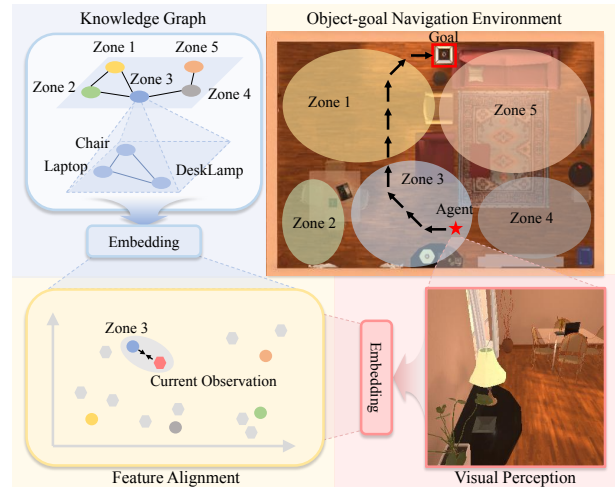 Knowledge Graph
Object-goal Navigation Environment
Zone 1
Zone 5
Zone 2
Zone 3
Zone 4
Chair
Laptop
DeskLamp
Embedding
Goal
Zone 1
Zone 5
Zone 3
Agent
Zone 2
Zone 4
Zone 3
Current Observation
Embedding
Feature Alignment
Visual Perception